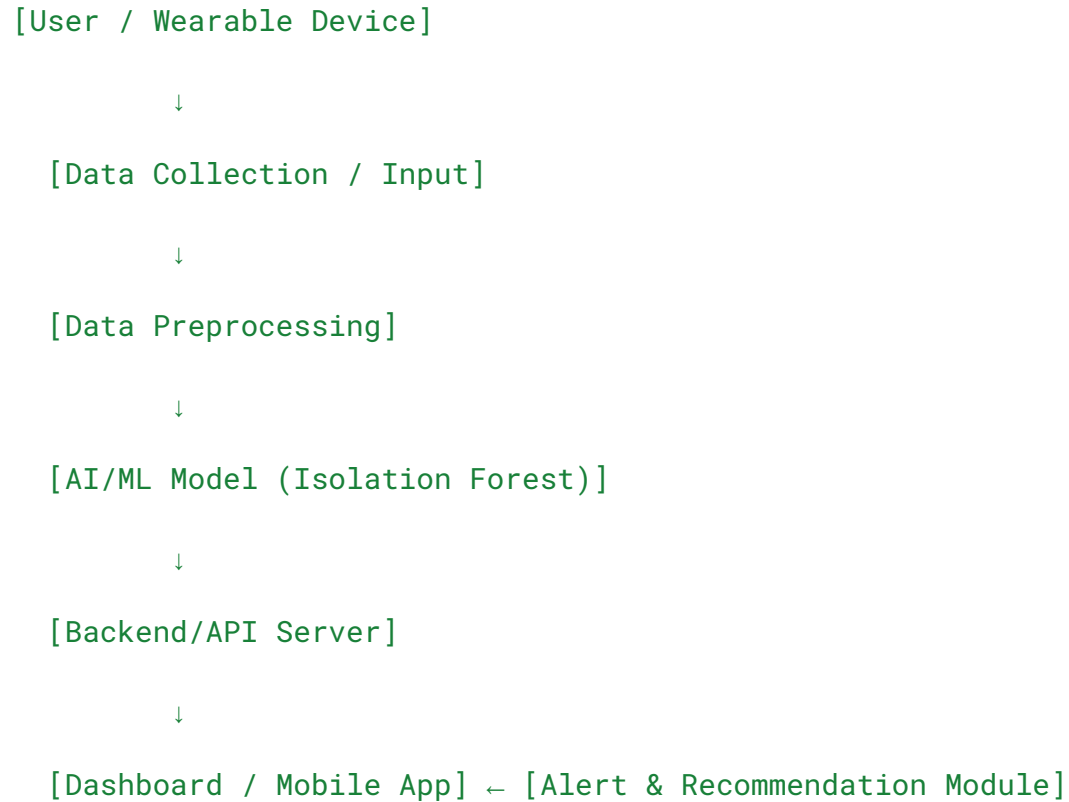 [User / Wearable Device]
↓
[Data Collection / Input]
↓
[Data Preprocessing]
↓
[AI/ML Model (Isolation Forest)]
↓
[Backend/API Server]
↓
[Dashboard / Mobile App] ← [Alert & Recommendation Module]